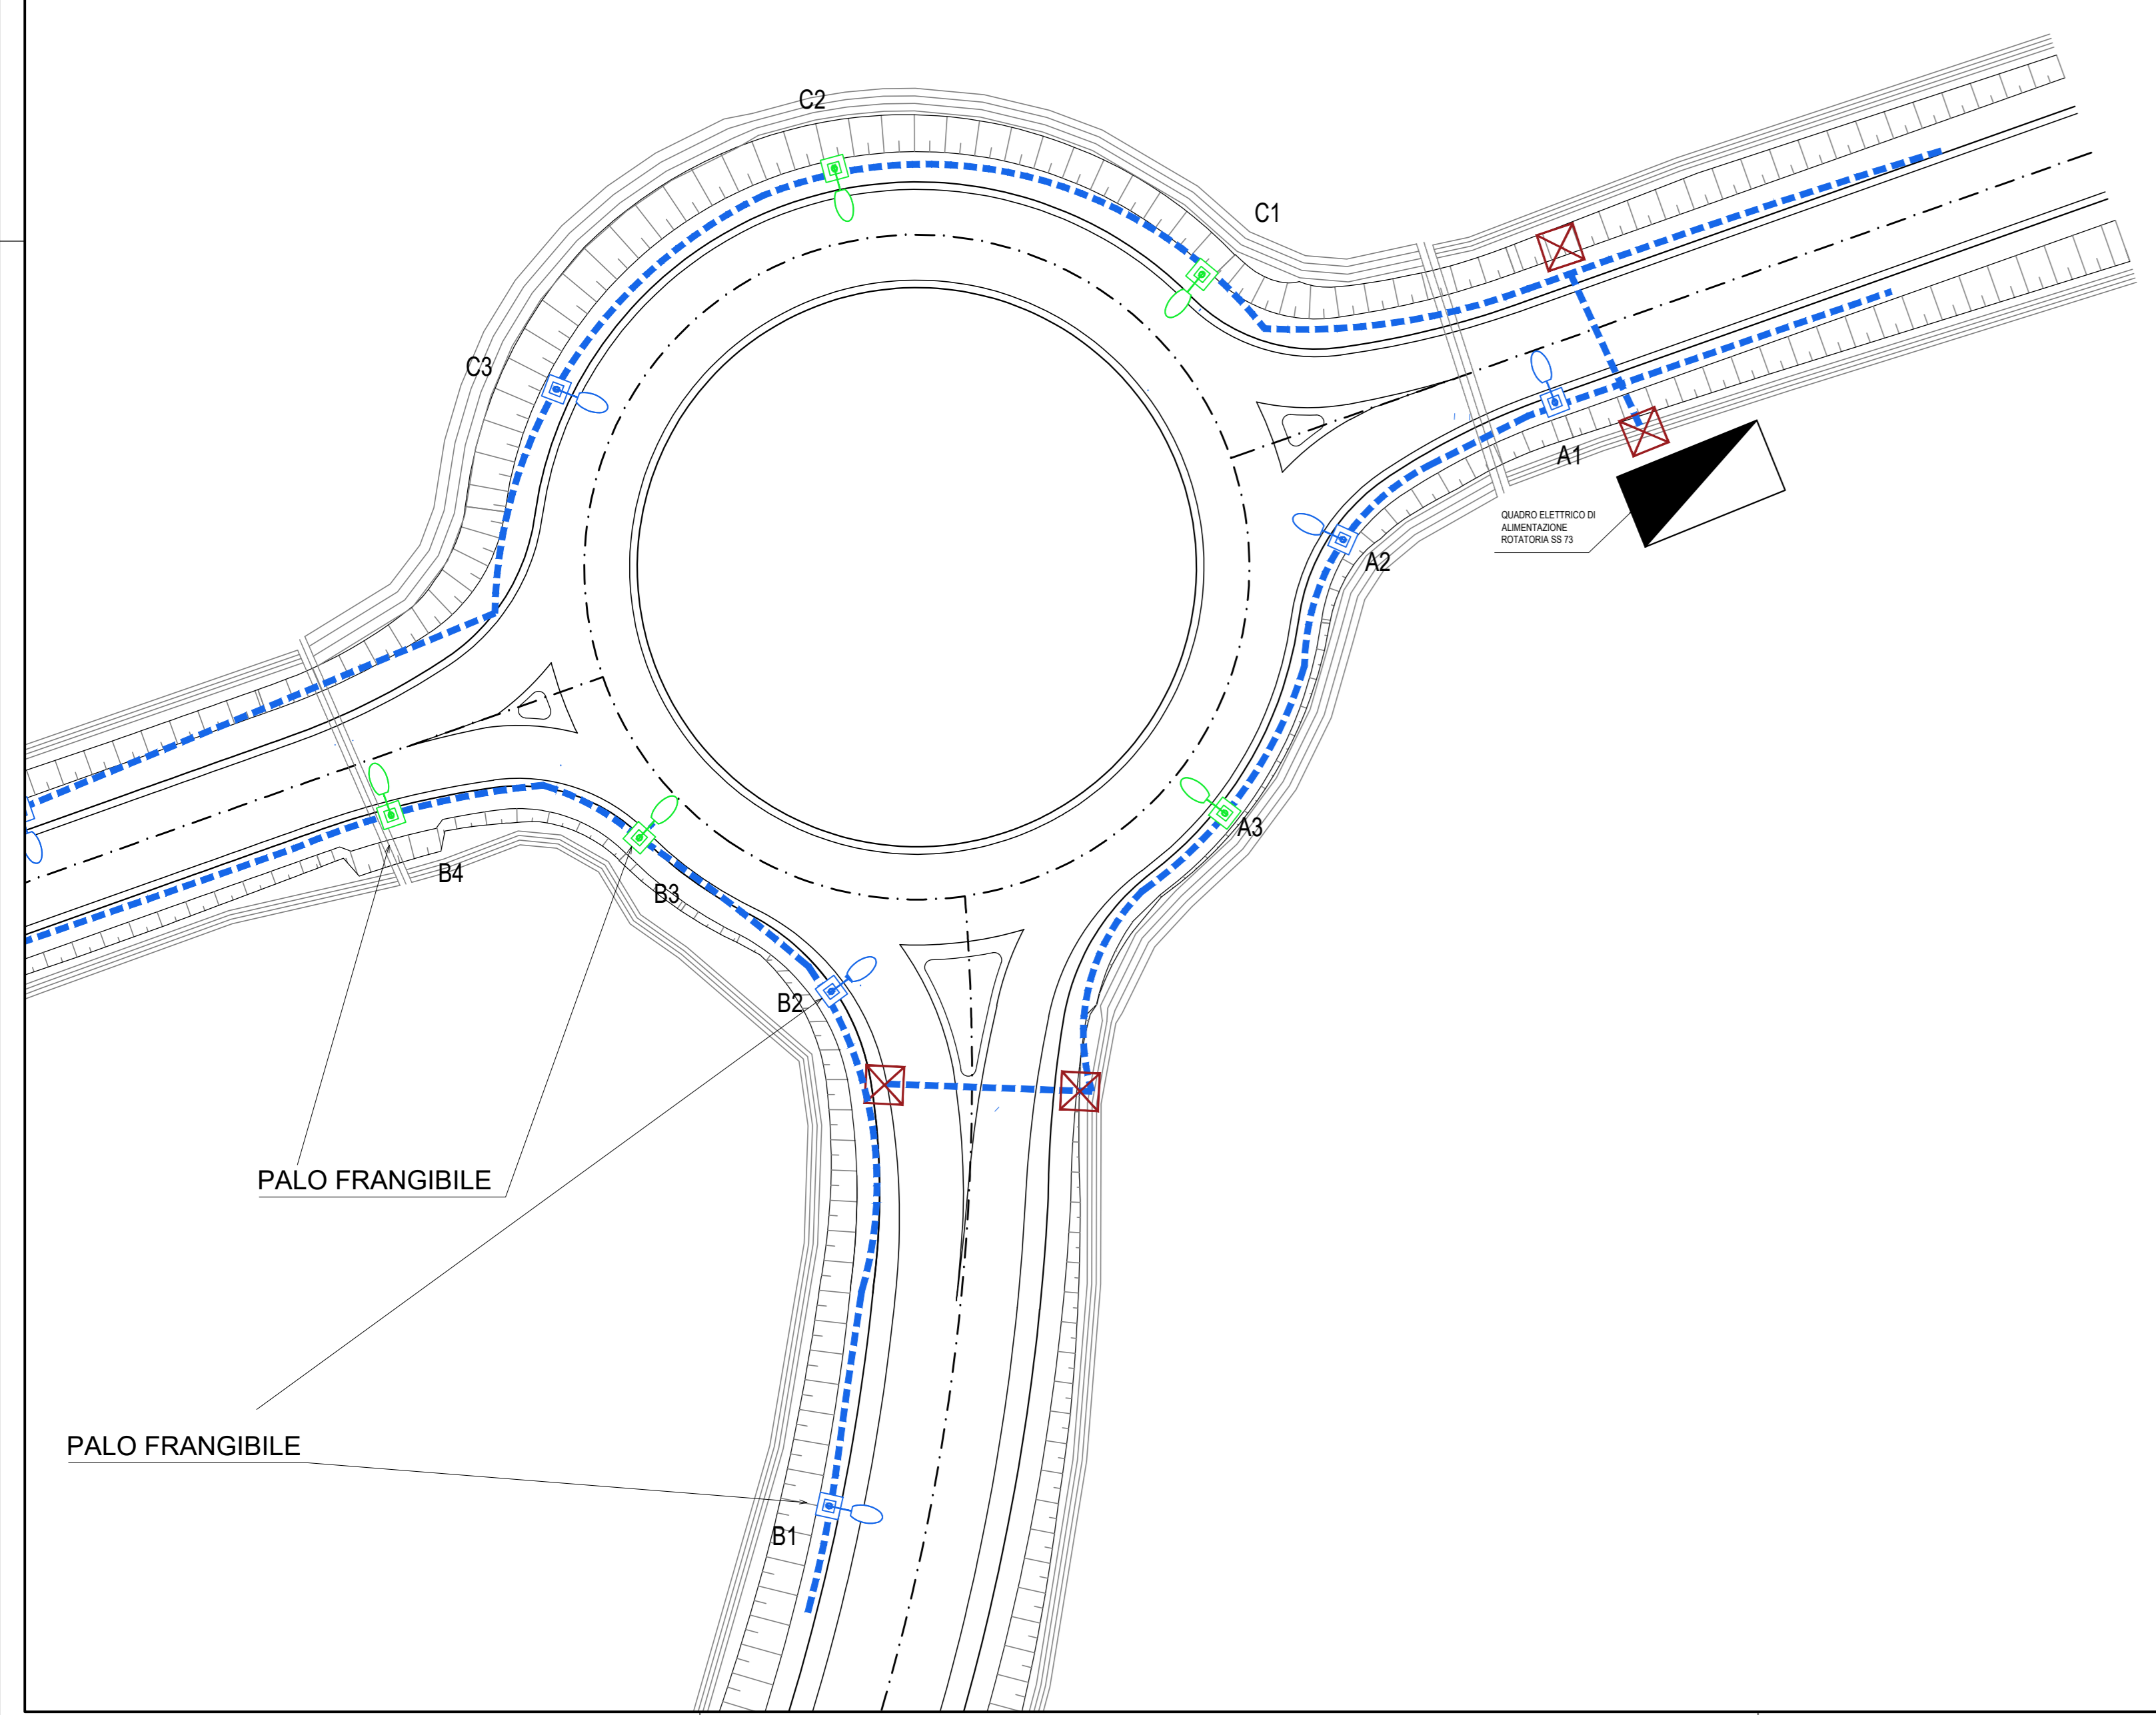 C2
C1
C3
A1
QUADRO ELETTRICO DI
ALIMENTAZIONE
ROTATORIA SS 73
A2
A3
B4
B3
B2
PALO FRANGIBILE
PALO FRANGIBILE
B1